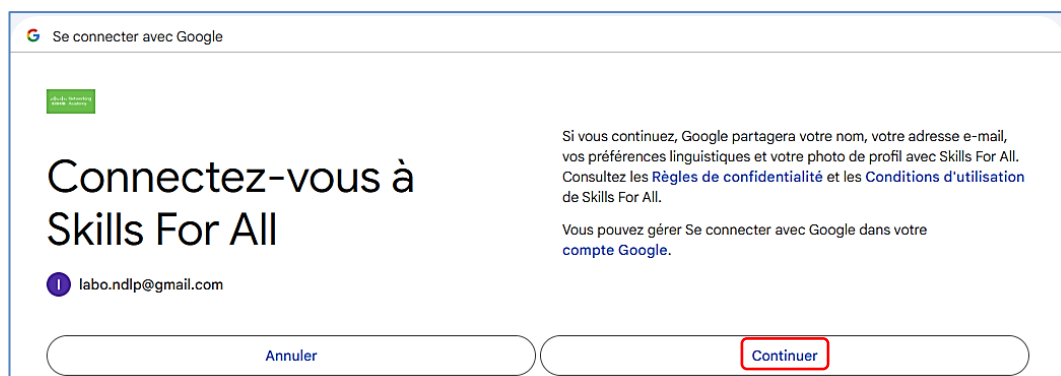 Se connecter avec Google
Networking
Academy
Connectez-vous à
Skills For All
labo.ndlp@gmail.com
Si vous continuez, Google partagera votre nom, votre adresse e-mail,
vos préférences linguistiques et votre photo de profil avec Skills For All.
Consultez les Règles de confidentialité et les Conditions d'utilisation
de Skills For All.
Vous pouvez gérer Se connecter avec Google dans votre
compte Google.
Annuler
Continuer